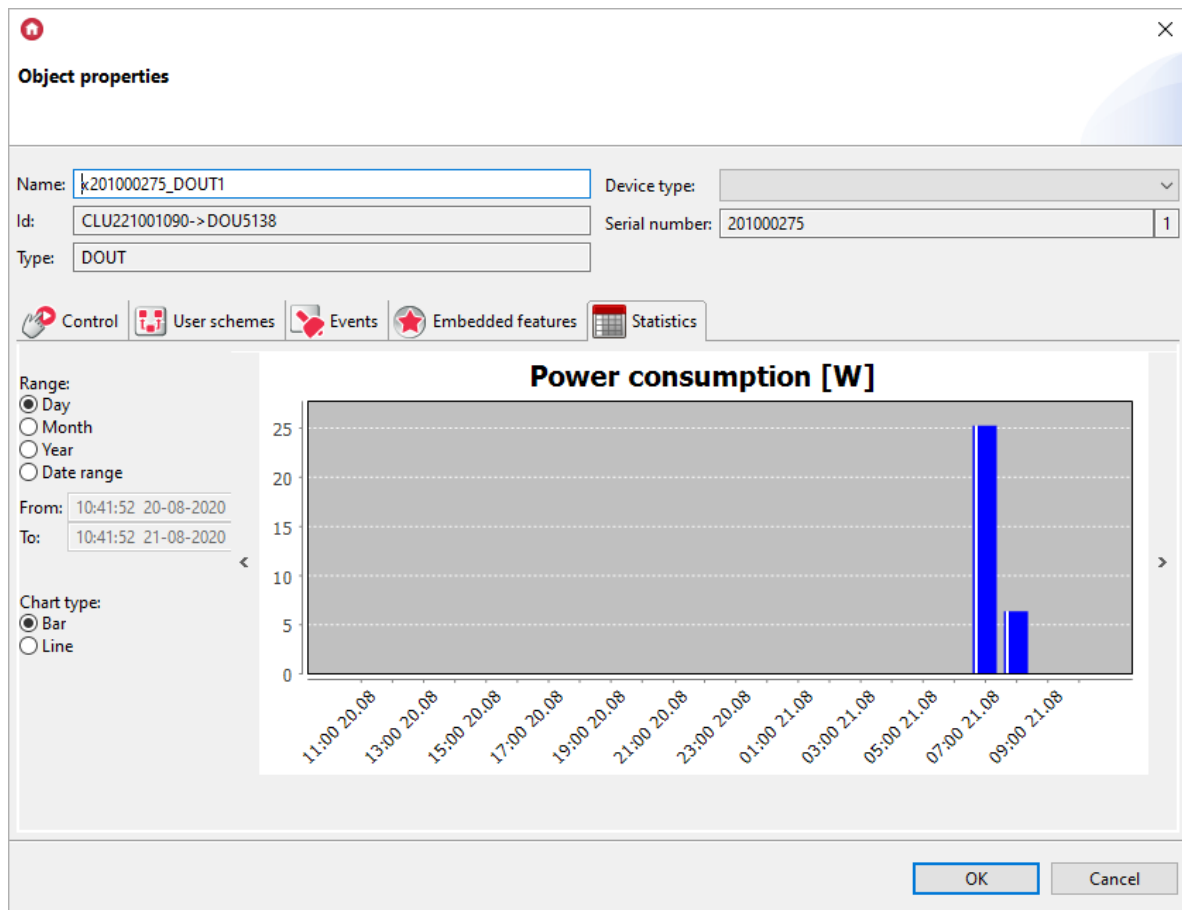 Object properties
Name: x201000275_DOUT1 Device type:
Id: CLU221001090->DOU5138 Serial number: 201000275 1
Type: DOUT
Control User schemes Events Embedded features Statistics
Range:
Day
Month
Year
Date range
From: 10:41:52 20-08-2020
To: 10:41:52 21-08-2020
Chart type:
Bar
Line
Power consumption [W]
25
20
15
10
5
0
11:00 20.08
13:00 20.08
15:00 20.08
17:00 20.08
19:00 20.08
21:00 20.08
23:00 20.08
01:00 21.08
03:00 21.08
05:00 21.08
07:00 21.08
09:00 21.08
OK Cancel